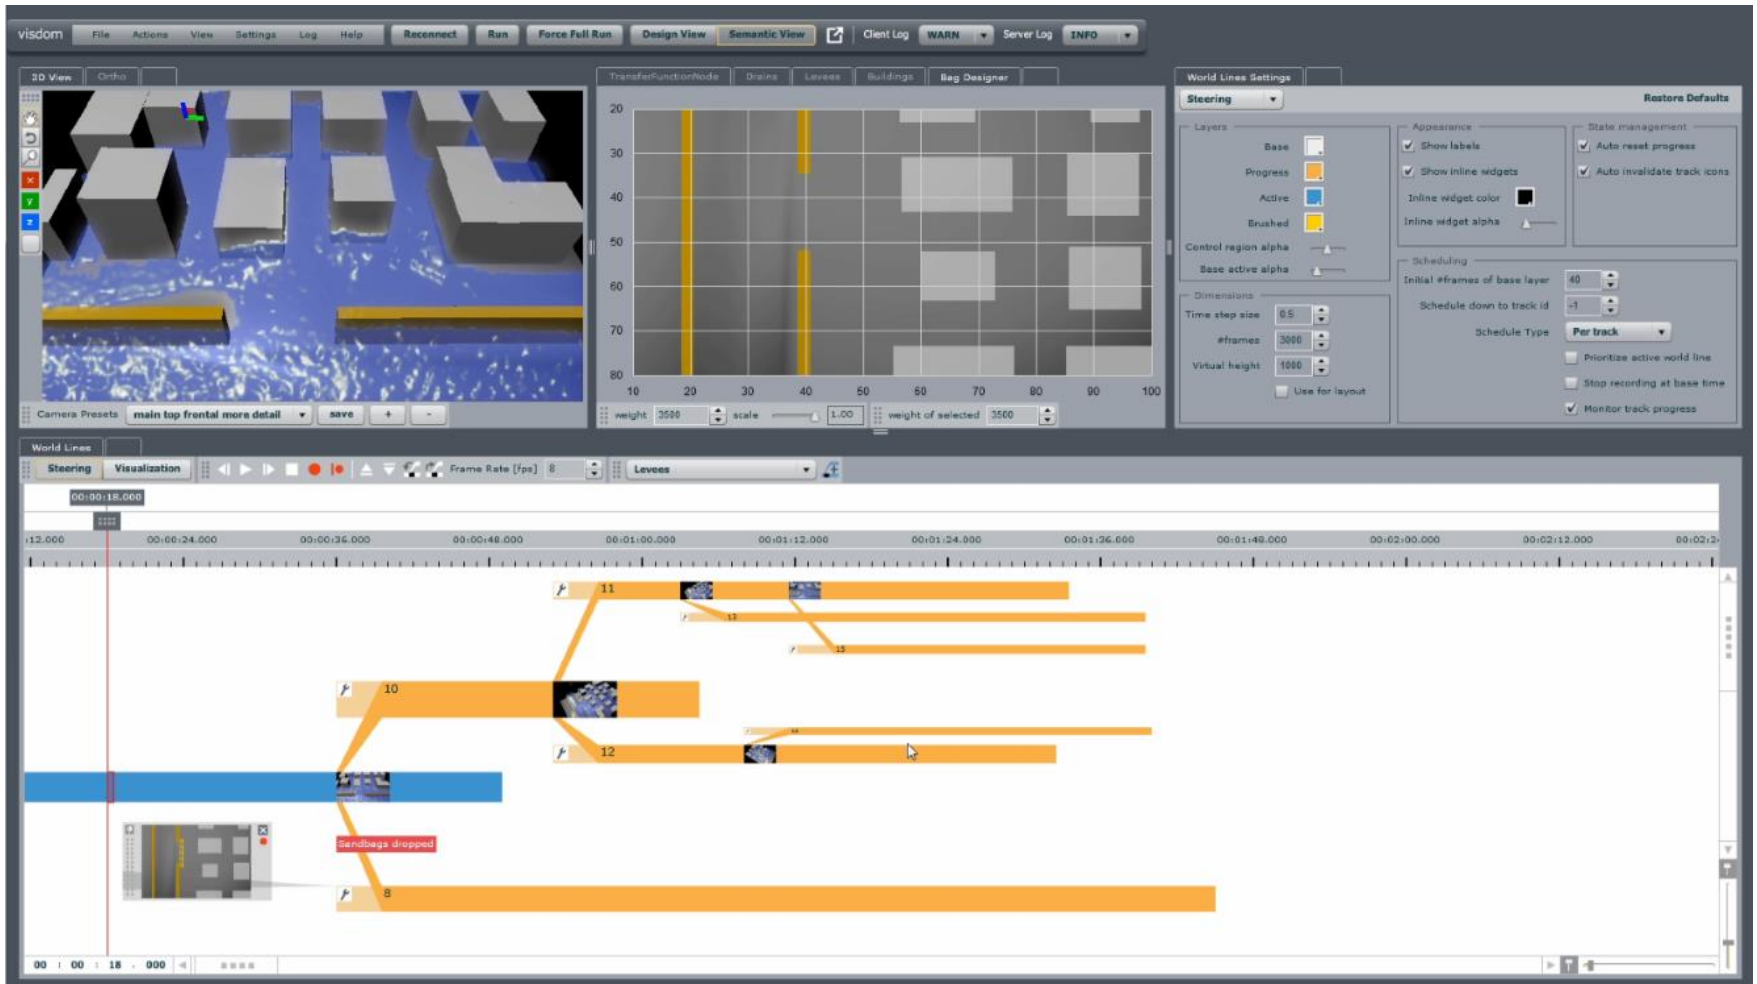 visdom File Actions View Settings Log Help Reconnect Run Force Full Run Design View Semantic View Client Log WARN Server Log INFO
3D View Ortho
TransferFunctionNode Drains Levees Buildings Bag Designer
World Lines Settings
Steering Restore Defaults
Layers
Base
Progress
Active
Brushed
Control region alpha
Base active alpha
Appearance
Show labels
Show inline widgets
Inline widget color
Inline widget alpha
State management
Auto reset progress
Auto invalidate track icons
Dimensions
Time step size 0.5
#frames 3000
Virtual height 1000
Use for layout
Scheduling
Initial #frames of base layer 40
Schedule down to track id -1
Schedule Type Per track
Prioritize active world line
Stop recording at base time
Monitor track progress
x
y
z
20
30
40
50
60
70
80
10 20 30 40 50 60 70 80 90 100
Camera Presets main top frontal more detail save + -
weight 3500 scale 1.00 weight of selected 3500
World Lines
Steering Visualization Frame Rate [fps] 8 Levees
00:00:18.000
:12.000 00:00:24.000 00:00:36.000 00:00:48.000 00:01:00.000 00:01:12.000 00:01:24.000 00:01:36.000 00:01:48.000 00:02:00.000 00:02:12.000 00:02:2
11
13
15
10
12
Sandbags dropped
8
00 : 00 : 18 . 000